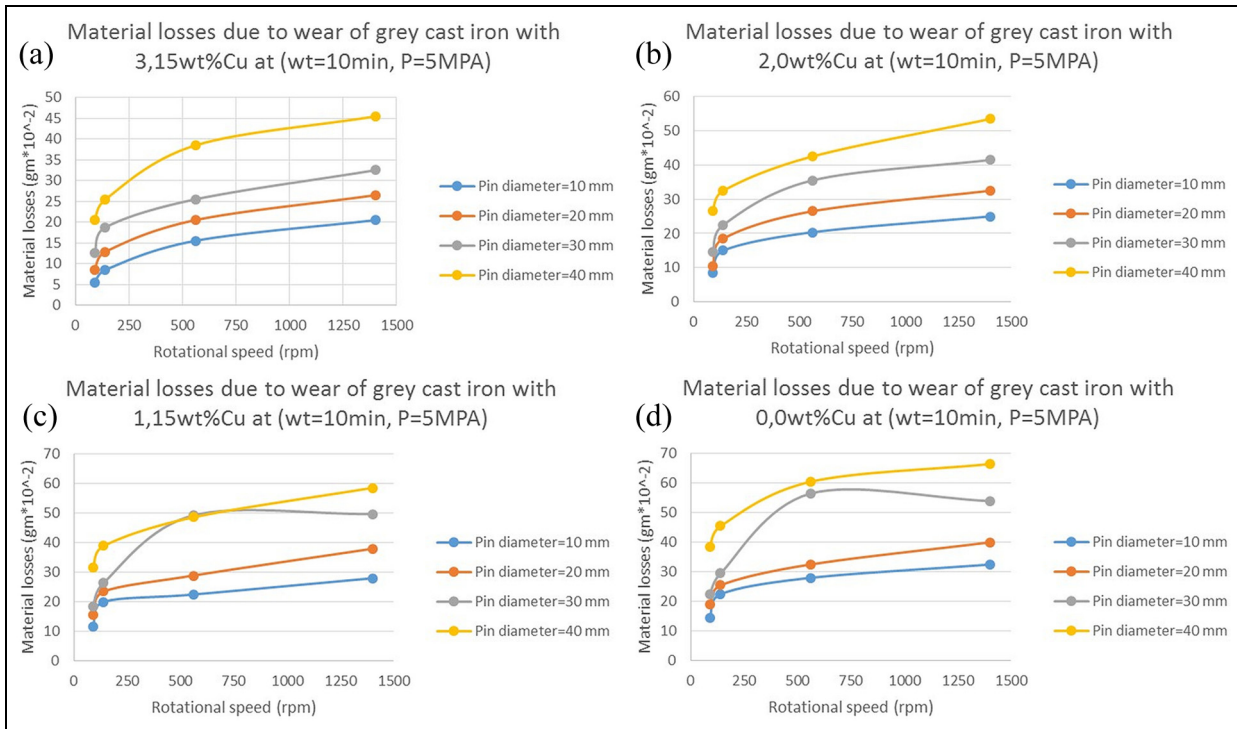 (a)
Material losses due to wear of grey cast iron with
3,15wt%Cu at (wt=10min, P=5MPA)
Material losses (gm*10^-2)
50
45
40
35
30
25
20
15
10
5
0
0 250 500 750 1000 1250 1500
Rotational speed (rpm)
Pin diameter=10 mm
Pin diameter=20 mm
Pin diameter=30 mm
Pin diameter=40 mm
(b)
Material losses due to wear of grey cast iron with
2,0wt%Cu at (wt=10min, P=5MPA)
Material losses (gm*10^-2)
60
50
40
30
20
10
0
0 250 500 750 1000 1250 1500
Rotational speed (rpm)
Pin diameter=10 mm
Pin diameter=20 mm
Pin diameter=30 mm
Pin diameter=40 mm
(c)
Material losses due to wear of grey cast iron with
1,15wt%Cu at (wt=10min, P=5MPA)
Material losses (gm*10^-2)
70
60
50
40
30
20
10
0
0 250 500 750 1000 1250 1500
Rotational speed (rpm)
Pin diameter=10 mm
Pin diameter=20 mm
Pin diameter=30 mm
Pin diameter=40 mm
(d)
Material losses due to wear of grey cast iron with
0,0wt%Cu at (wt=10min, P=5MPA)
Material losses (gm*10^-2)
70
60
50
40
30
20
10
0
0 250 500 750 1000 1250 1500
Rotational speed (rpm)
Pin diameter=10 mm
Pin diameter=20 mm
Pin diameter=30 mm
Pin diameter=40 mm